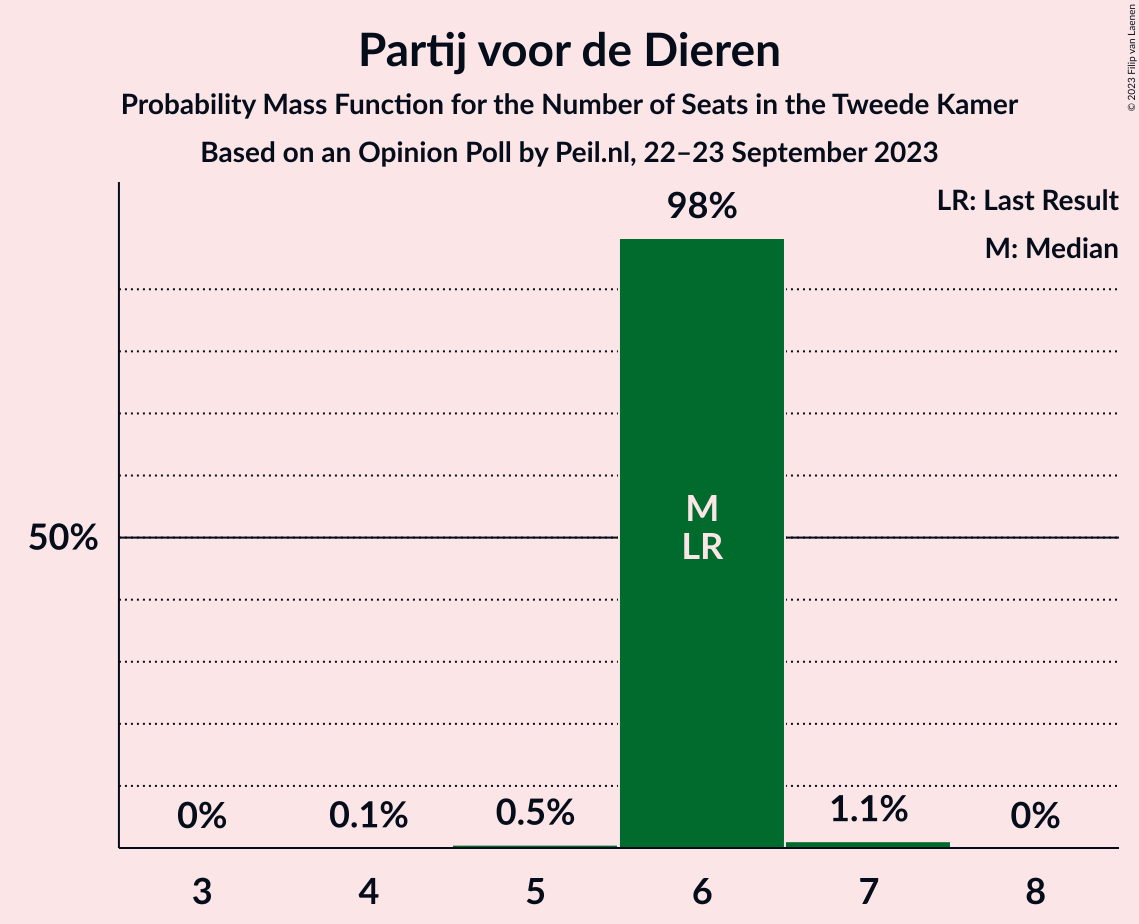 Partij voor de Dieren
Probability Mass Function for the Number of Seats in the Tweede Kamer
Based on an Opinion Poll by Peil.nl, 22–23 September 2023
© 2023 Filip van Laenen
LR: Last Result
M: Median
98%
50%
M
LR
0%
0.1%
0.5%
1.1%
0%
3
4
5
6
7
8